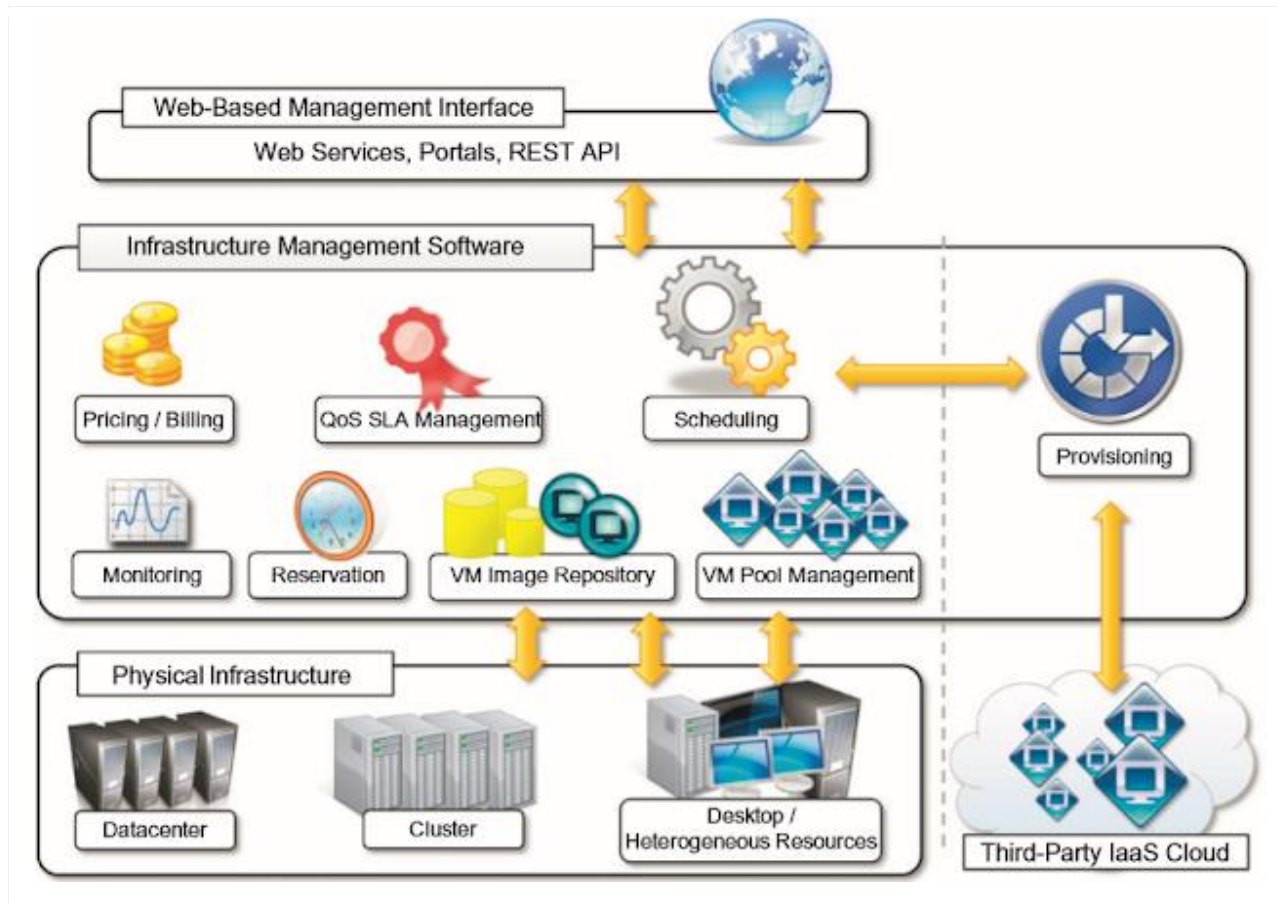 Web-Based Management Interface
Web Services, Portals, REST API
Infrastructure Management Software
Pricing / Billing
QoS SLA Management
Scheduling
Provisioning
Monitoring
Reservation
VM Image Repository
VM Pool Management
Physical Infrastructure
Datacenter
Cluster
Desktop /
Heterogeneous Resources
Third-Party IaaS Cloud